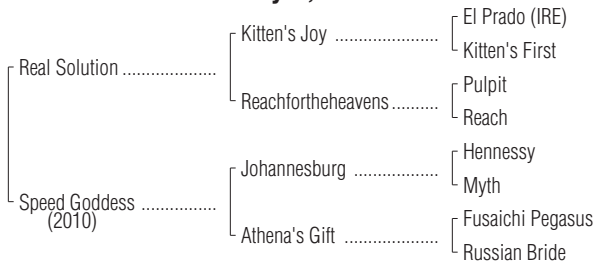 El Prado (IRE)
Kitten's Joy ...................
Kitten's First
Real Solution ..................
Pulpit
Reachfortheheavens .........
Reach
Hennessy
Johannesburg ................
Myth
Speed Goddess ..............
(2010)
Fusaichi Pegasus
Athena's Gift .................
Russian Bride